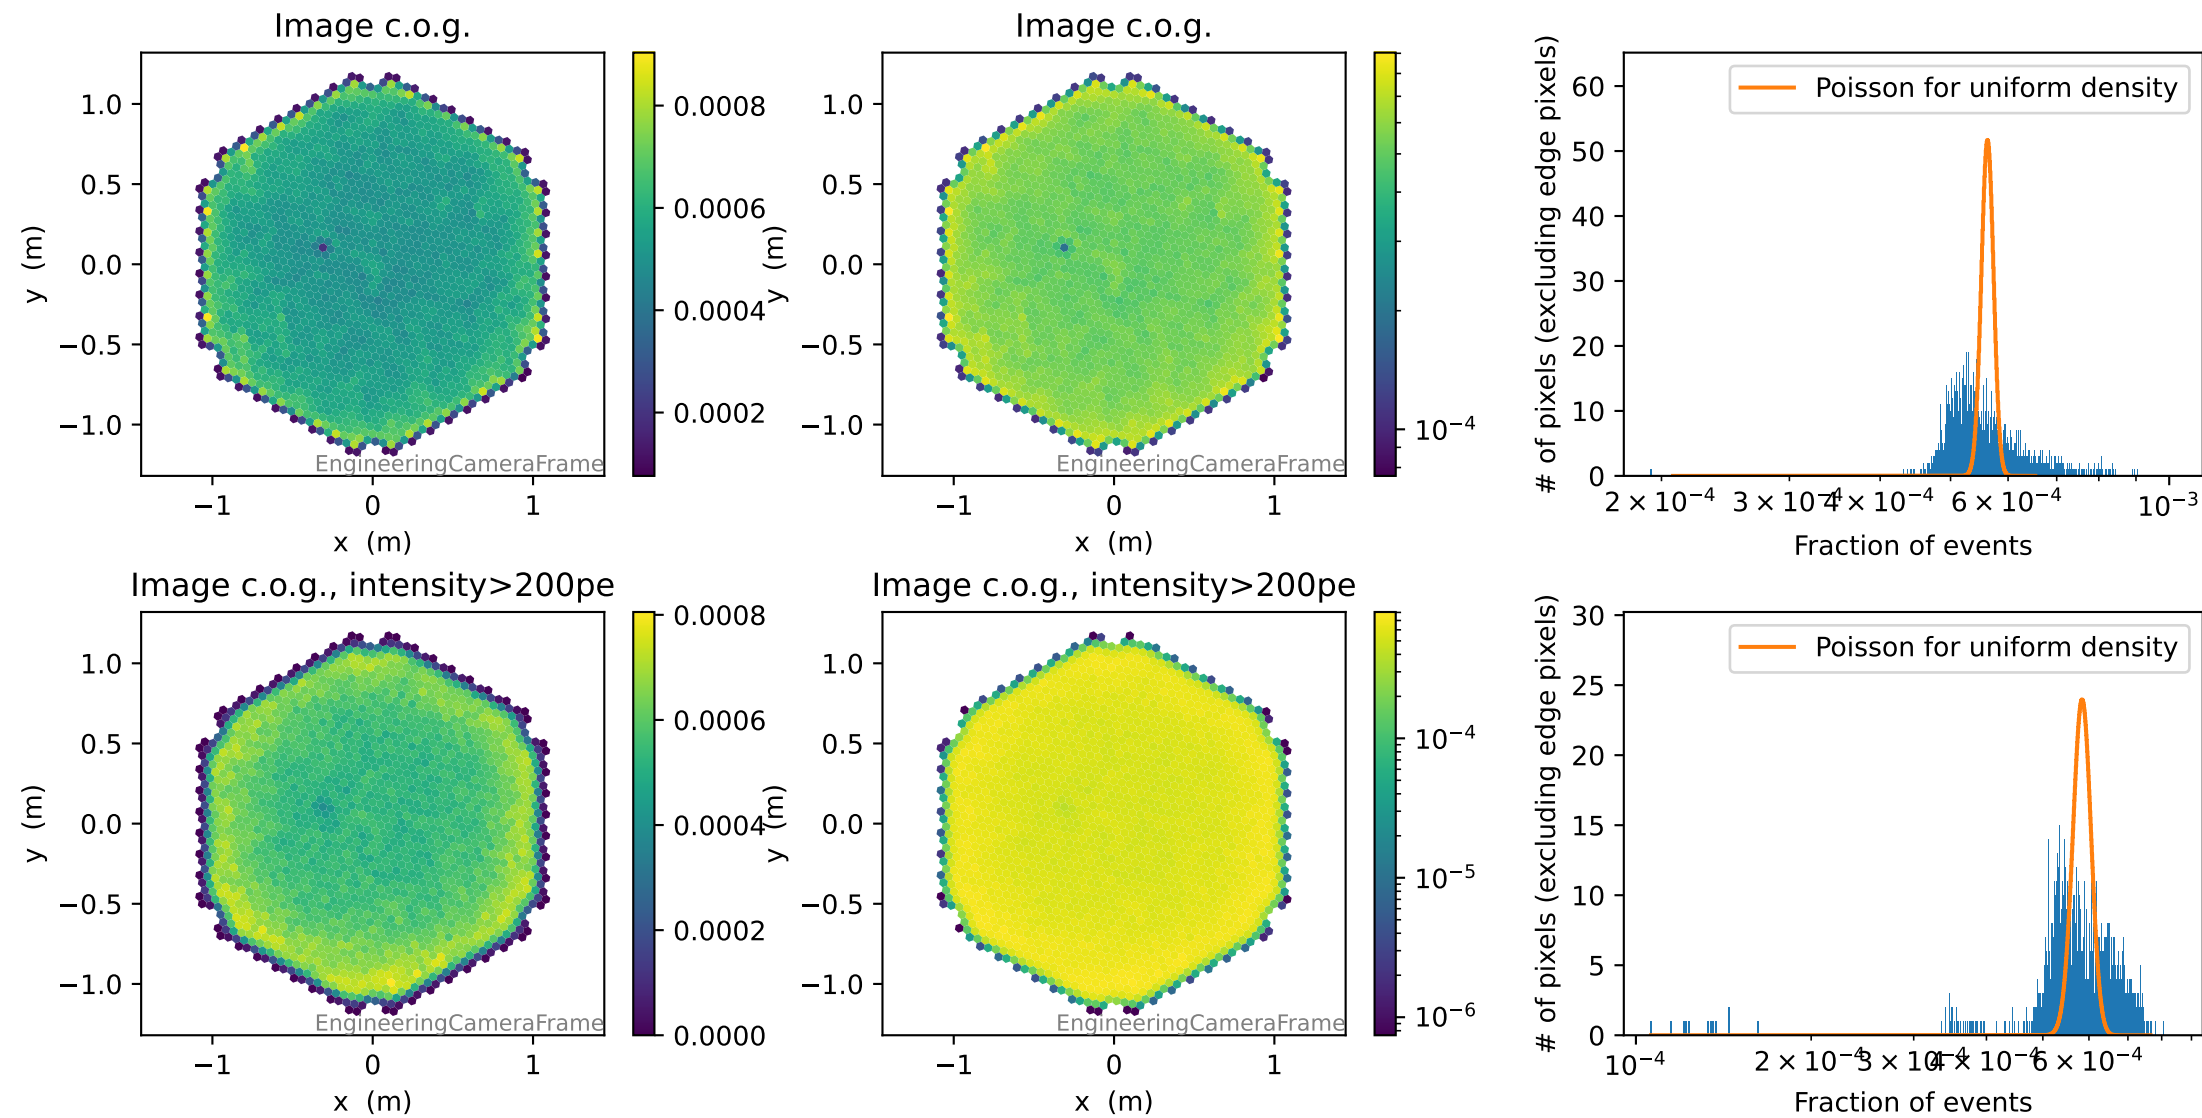 Image c.o.g.
1.0
0.5
0.0
−0.5
−1.0
y (m)
−1 0 1
x (m)
EngineeringCameraFrame
0.0008
0.0006
0.0004
0.0002
Image c.o.g.
1.0
0.5
0.0
−0.5
−1.0
y (m)
−1 0 1
x (m)
EngineeringCameraFrame
10⁻⁴
60
50
40
30
20
10
0
# of pixels (excluding edge pixels)
Poisson for uniform density
2 × 10⁻⁴ 3 × 10⁻⁴ 4 × 10⁻⁴ 6 × 10⁻⁴ 10⁻³
Fraction of events
Image c.o.g., intensity>200pe
1.0
0.5
0.0
−0.5
−1.0
y (m)
−1 0 1
x (m)
EngineeringCameraFrame
0.0008
0.0006
0.0004
0.0002
0.0000
Image c.o.g., intensity>200pe
1.0
0.5
0.0
−0.5
−1.0
y (m)
−1 0 1
x (m)
EngineeringCameraFrame
10⁻⁴
10⁻⁵
10⁻⁶
30
25
20
15
10
5
0
# of pixels (excluding edge pixels)
Poisson for uniform density
10⁻⁴ 2 × 10⁻⁴ 3 × 10⁻⁴ 4 × 10⁻⁴ 6 × 10⁻⁴
Fraction of events